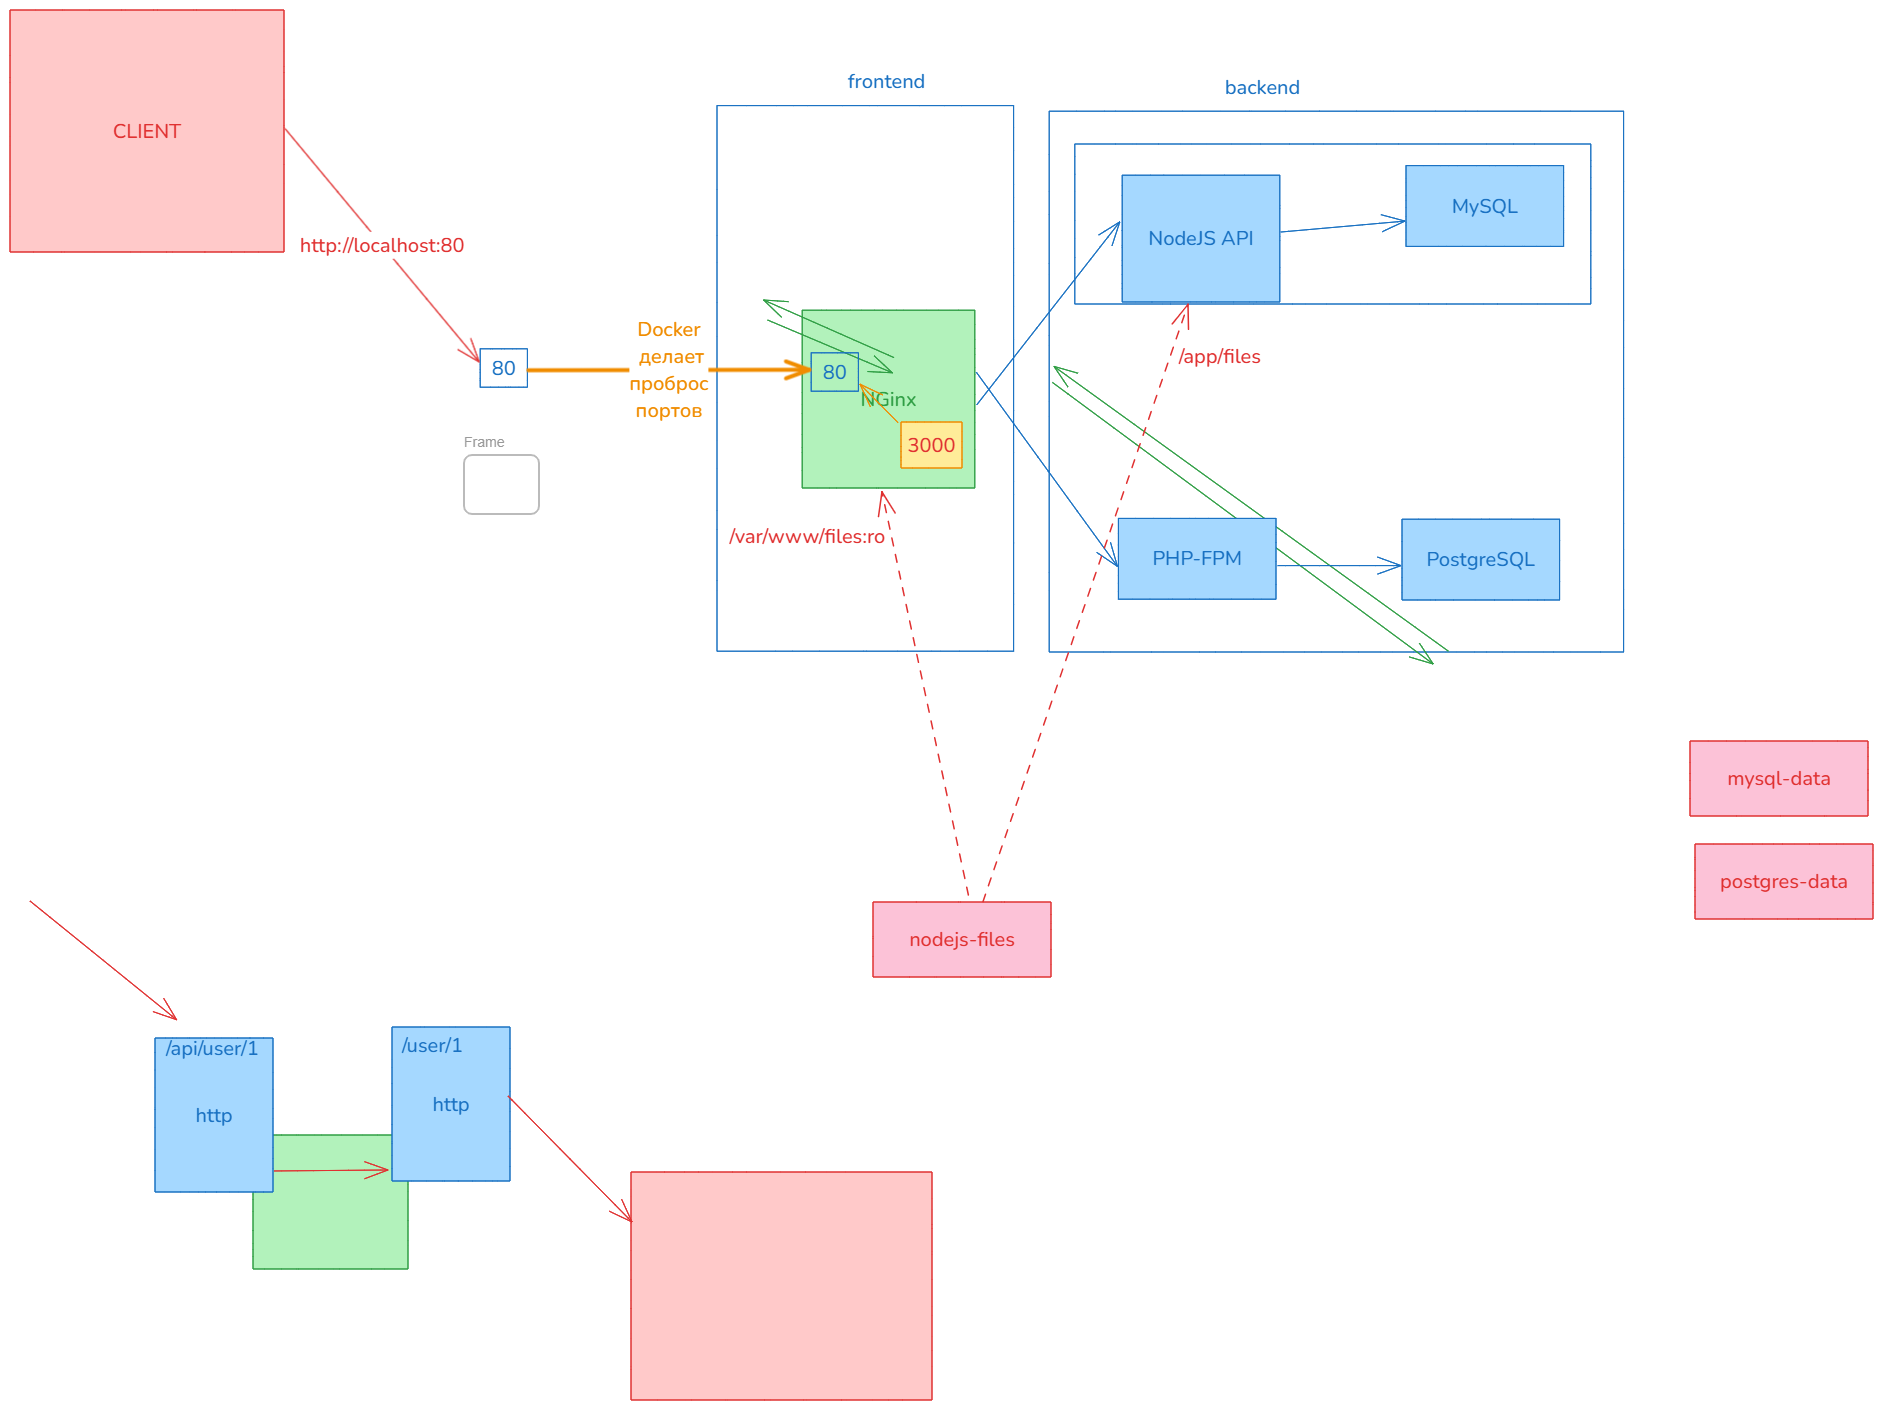 frontend
backend
CLIENT
NodeJS API
MySQL
http://localhost:80
Docker
делает
проброс
портов
80
80
NGinx
3000
/app/files
Frame
/var/www/files:ro
PHP-FPM
PostgreSQL
mysql-data
postgres-data
nodejs-files
/api/user/1
http
/user/1
http